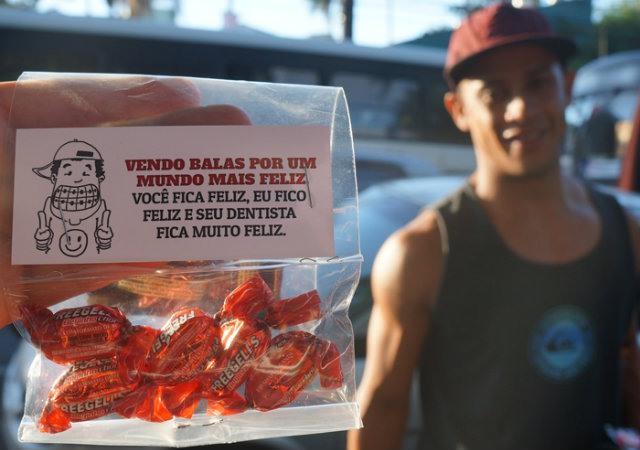 VENDO BALAS POR UM
MUNDO MAIS FELIZ
VOCÊ FICA FELIZ, EU FICO
FELIZ E SEU DENTISTA
FICA MUITO FELIZ.
FREEGELLS
FREEGELLS
FREEGELLS
FREEGELLS